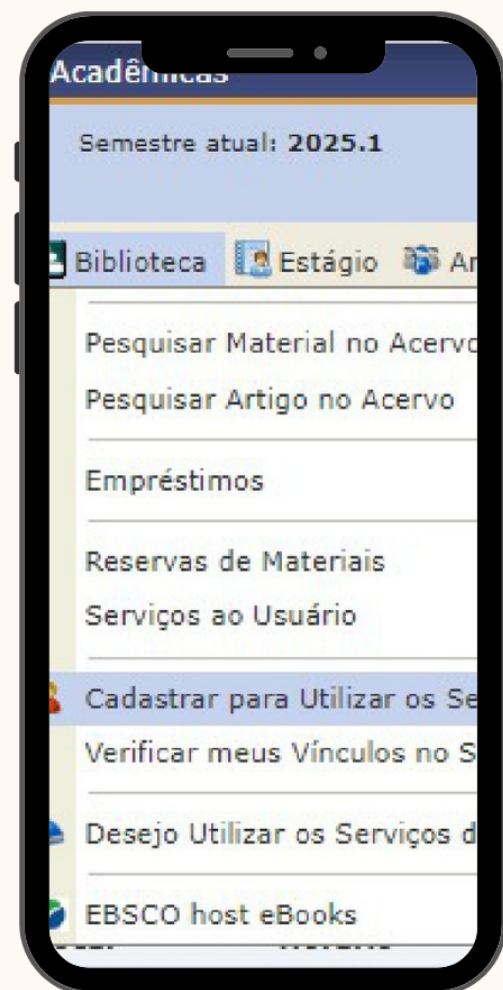 Acadêmicas
Semestre atual: 2025.1
Biblioteca Estágio
Pesquisar Material no Acervo
Pesquisar Artigo no Acervo
Empréstimos
Reservas de Materiais
Serviços ao Usuário
Cadastrar para Utilizar os Se
Verificar meus Vínculos no S
Desejo Utilizar os Serviços d
EBSCO host eBooks